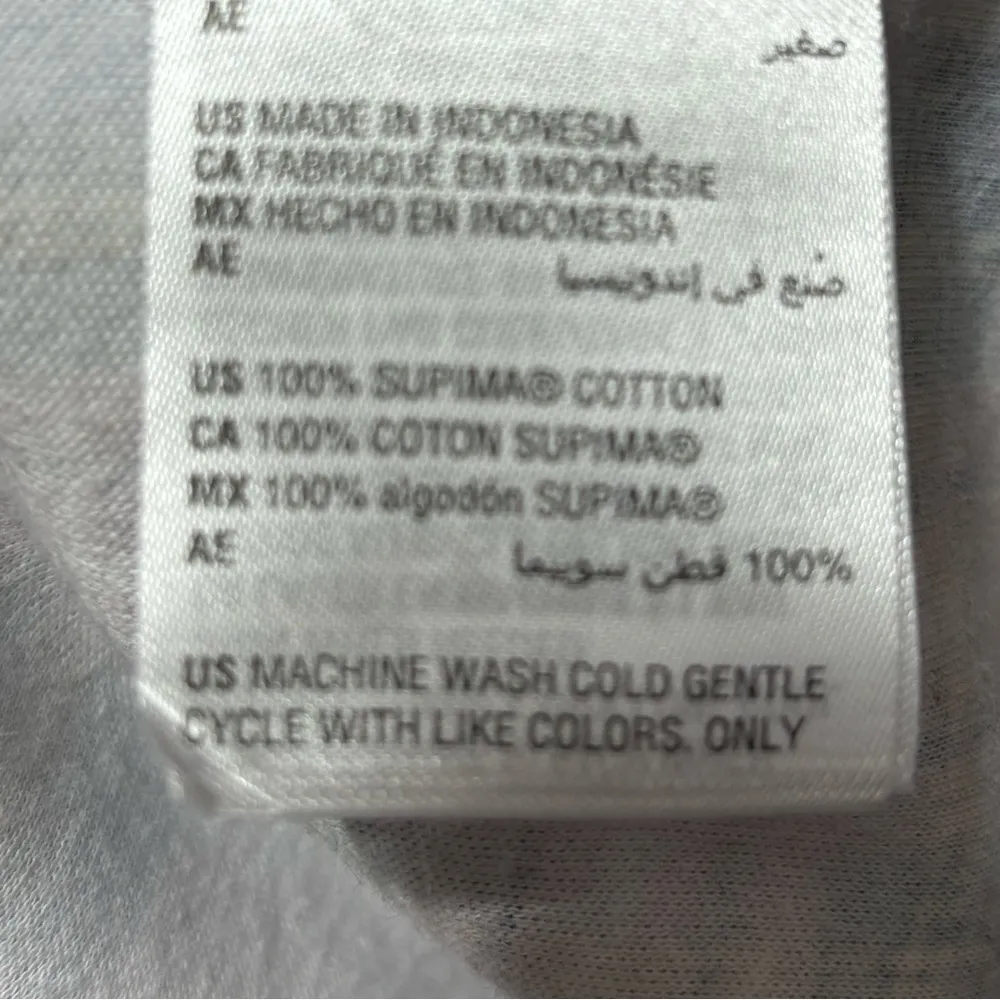 AE
صغير
US MADE IN INDONESIA
CA FABRIQUÉ EN INDONÉSIE
MX HECHO EN INDONESIA
AE صُنع في إندونيسيا
US 100% SUPIMA® COTTON
CA 100% COTON SUPIMA®
MX 100% algodón SUPIMA®
AE 100% قطن سوبيما
US MACHINE WASH COLD GENTLE
CYCLE WITH LIKE COLORS. ONLY